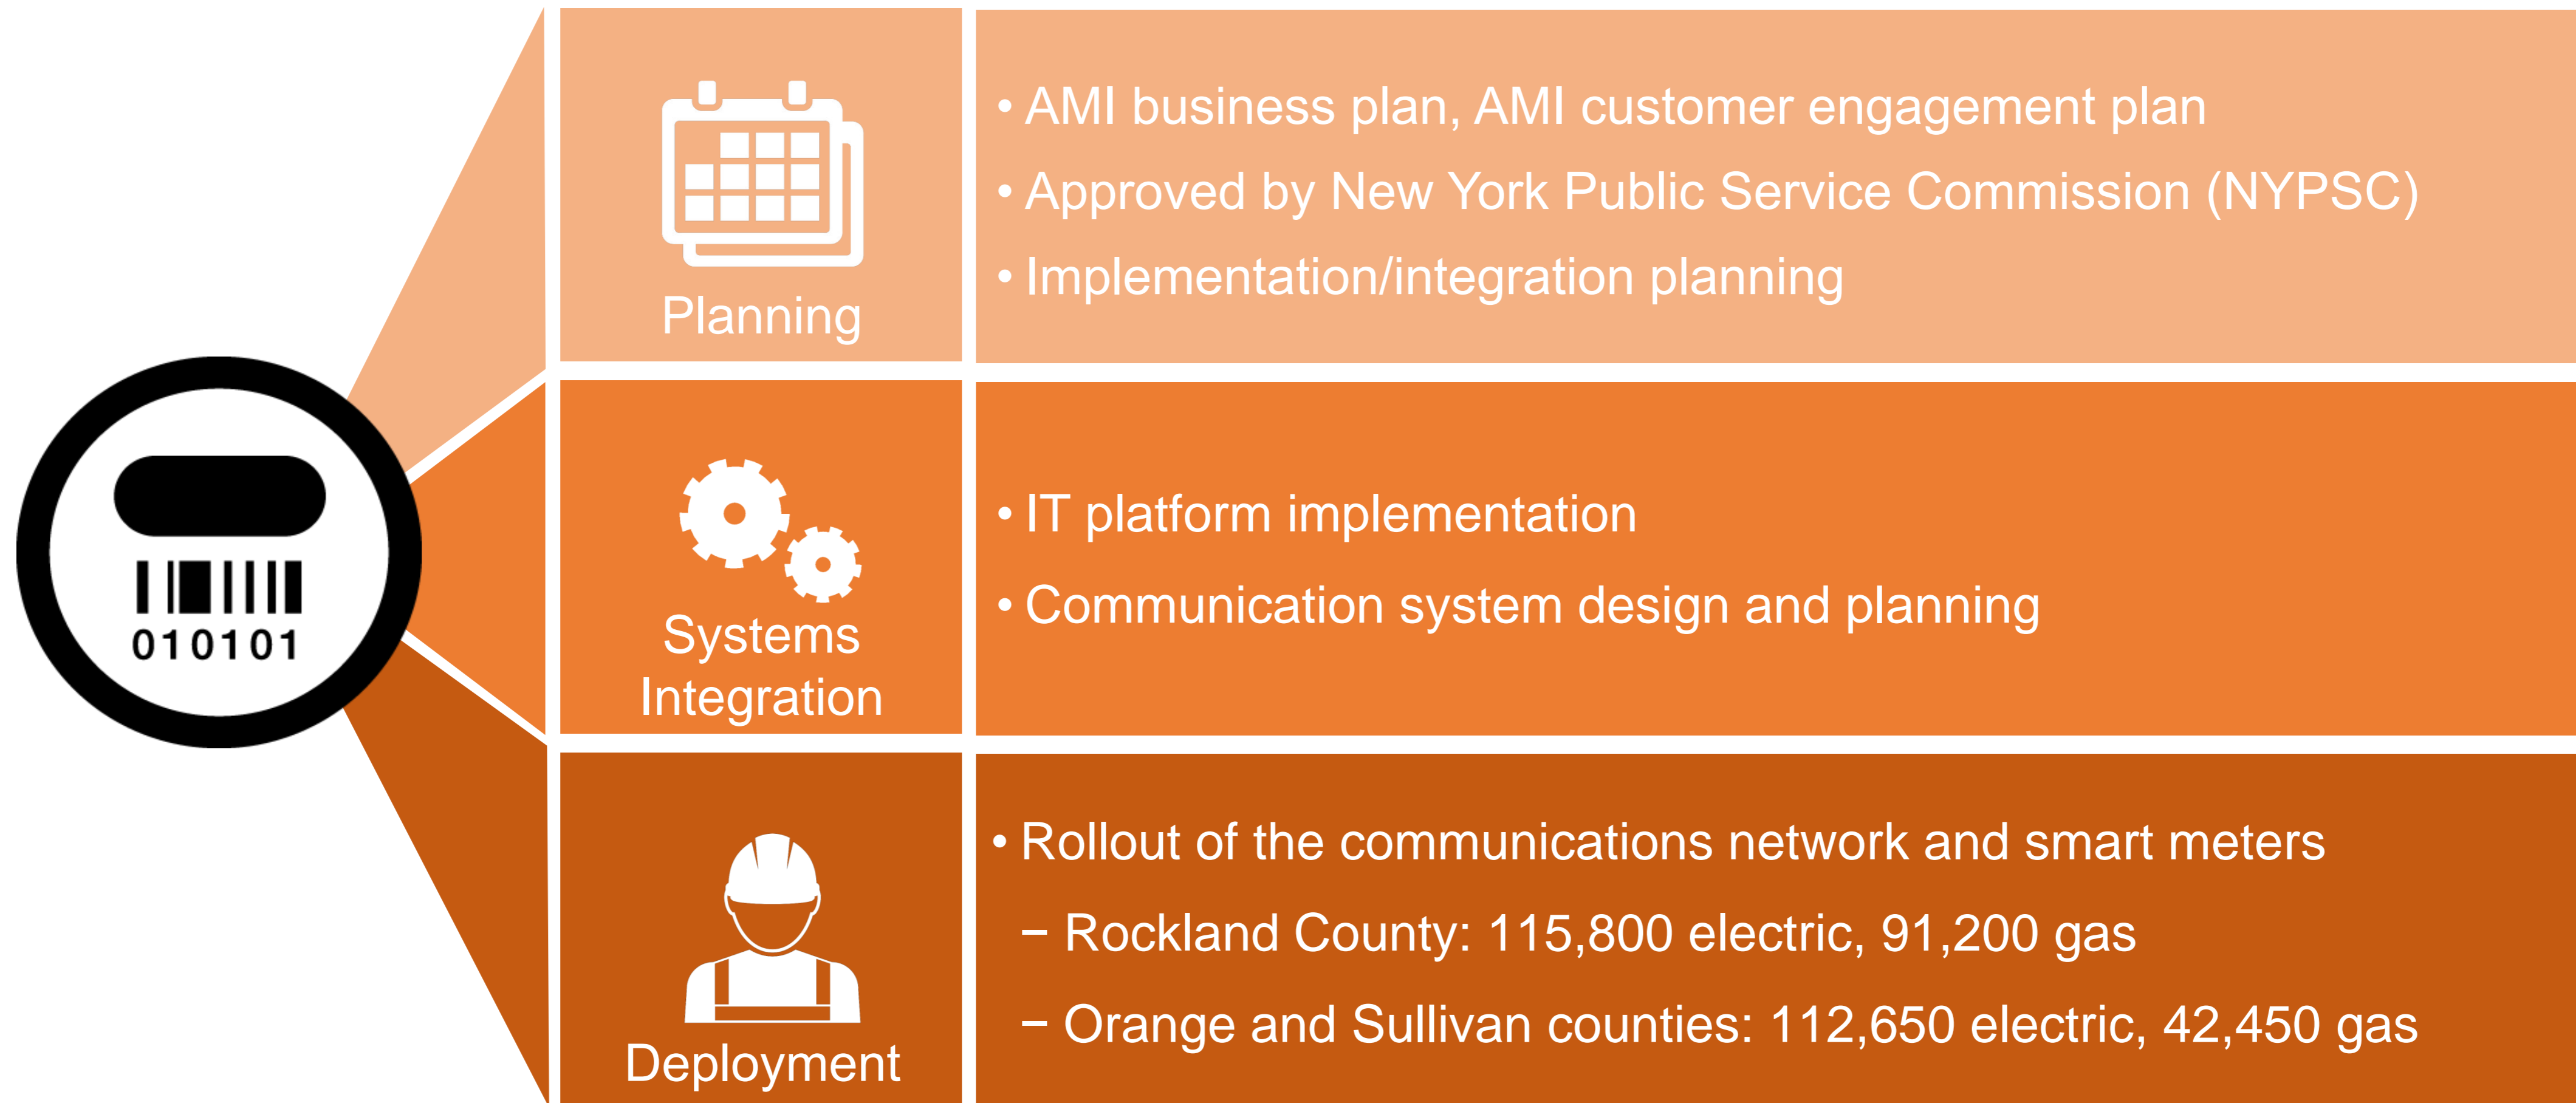 Planning
• AMI business plan, AMI customer engagement plan
• Approved by New York Public Service Commission (NYPSC)
• Implementation/integration planning
010101
Systems
Integration
• IT platform implementation
• Communication system design and planning
Deployment
• Rollout of the communications network and smart meters
− Rockland County: 115,800 electric, 91,200 gas
− Orange and Sullivan counties: 112,650 electric, 42,450 gas